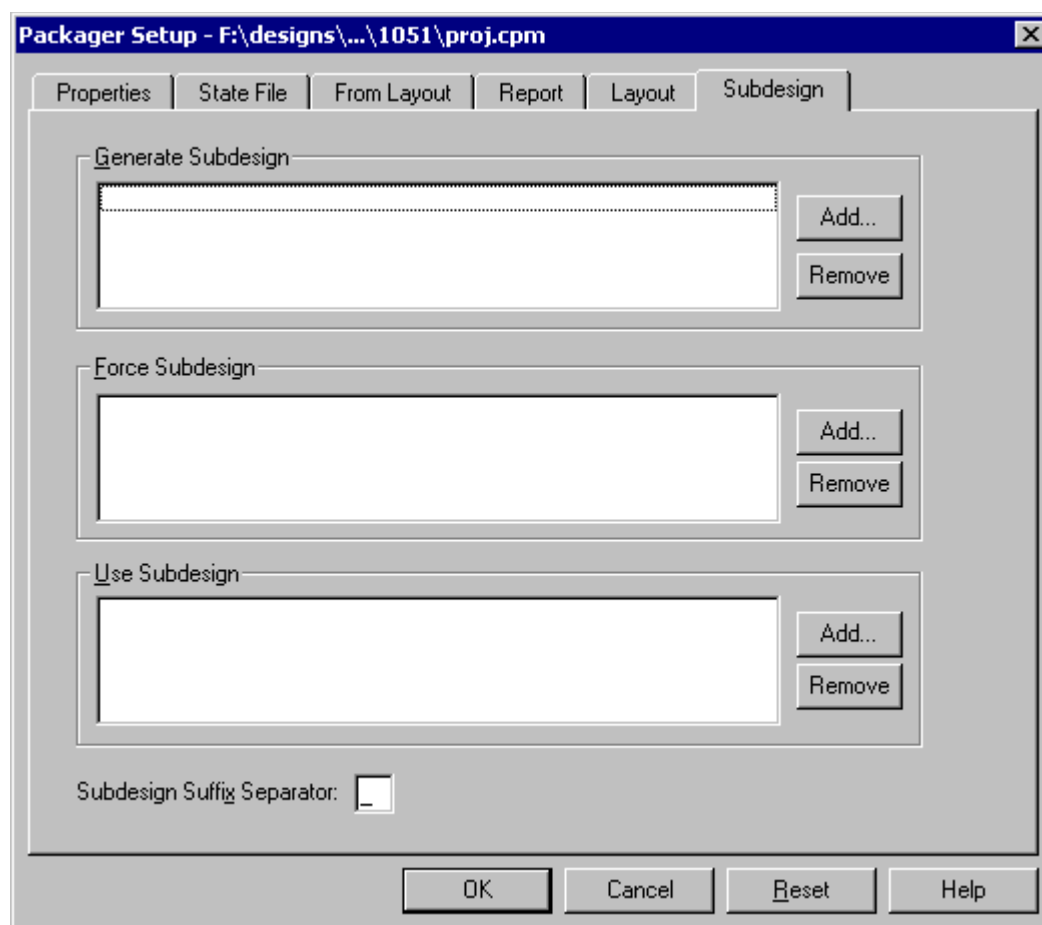 Packager Setup - F:\designs\...\1051\proj.cpm
Properties State File From Layout Report Layout Subdesign
Generate Subdesign
Add...
Remove
Force Subdesign
Add...
Remove
Use Subdesign
Add...
Remove
Subdesign Suffix Separator: _
OK Cancel Reset Help